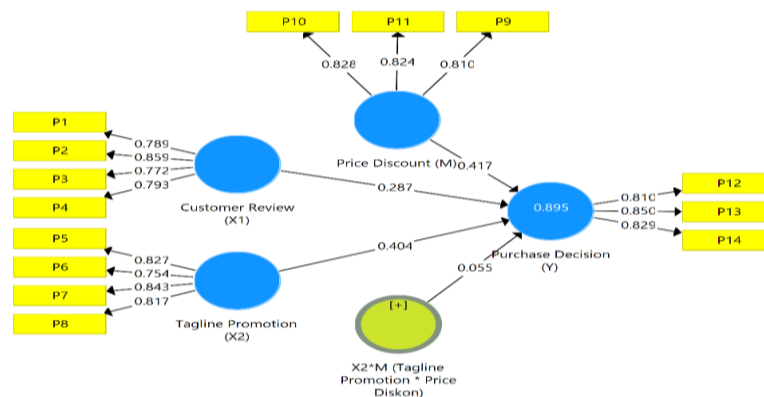 P10
P11
P9
0.828
0.824
0.810
Price Discount (M)
0.417
P1
P2
P3
P4
0.789
0.859
0.772
0.793
Customer Review
(X1)
0.287
P5
P6
P7
P8
0.827
0.754
0.843
0.817
Tagline Promotion
(X2)
0.404
0.895
Purchase Decision
(Y)
0.810
0.850
0.829
P12
P13
P14
0.055
[+]
X2*M (Tagline
Promotion * Price
Diskon)